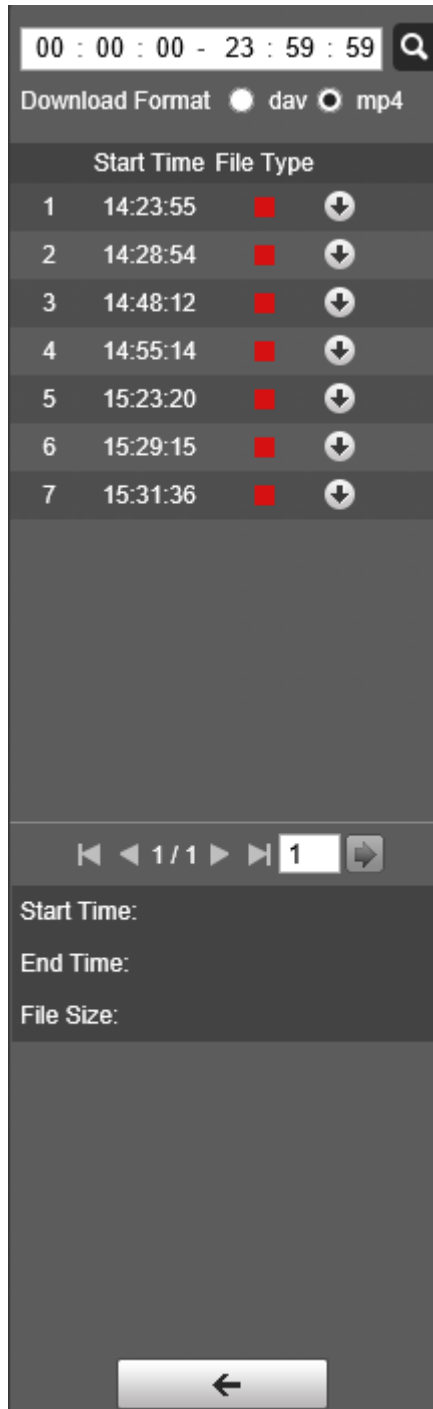 00 : 00 : 00 - 23 : 59 : 59
Download Format dav mp4
Start Time File Type
1 14:23:55
2 14:28:54
3 14:48:12
4 14:55:14
5 15:23:20
6 15:29:15
7 15:31:36
1 / 1 1
Start Time:
End Time:
File Size: